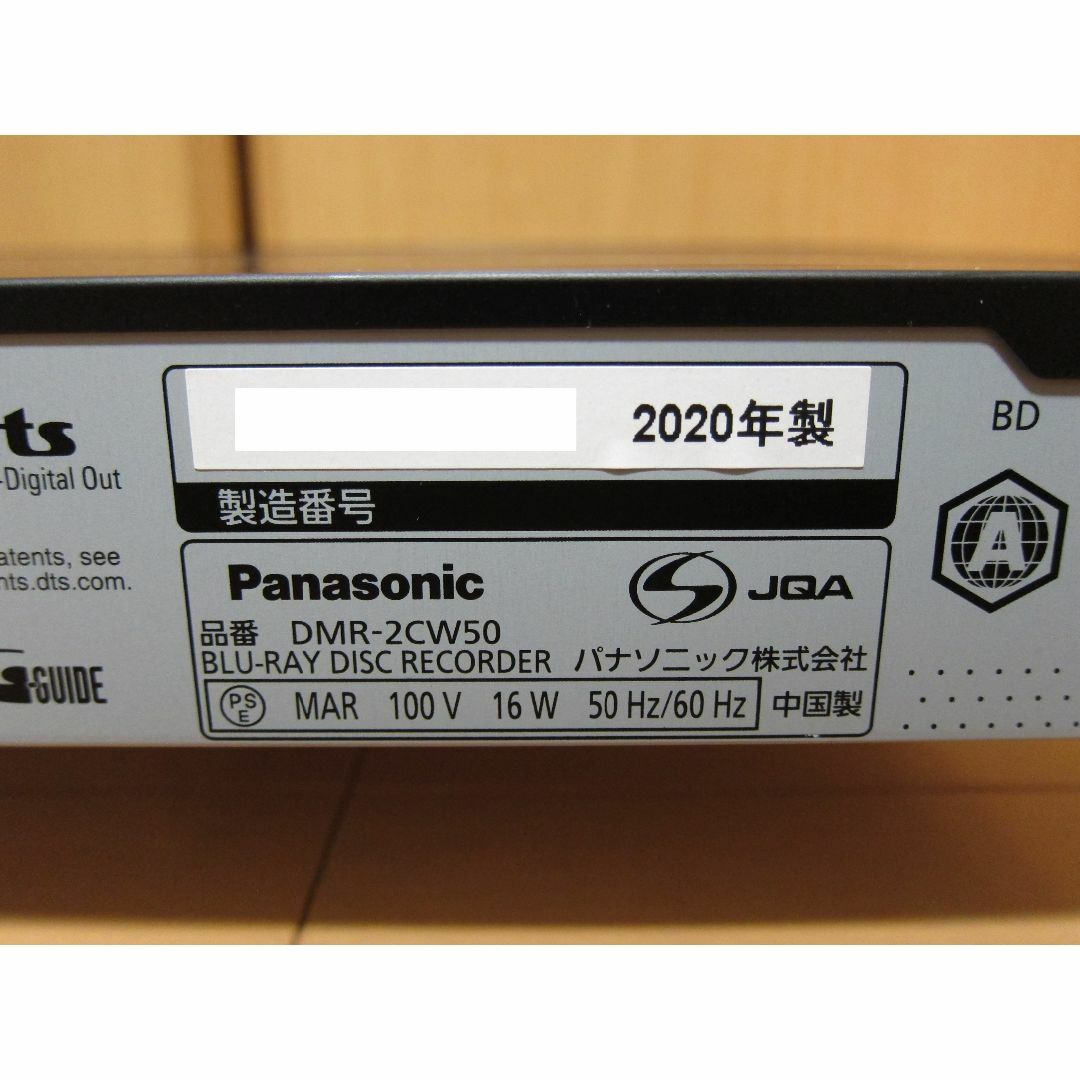 2020年製
製造番号
ts
-Digital Out
atents, see
nts.dts.com.
G-GUIDE
Panasonic
JQA
品番 DMR-2CW50
BLU-RAY DISC RECORDER パナソニック株式会社
PSE MAR 100 V 16 W 50 Hz/60 Hz 中国製
BD
A